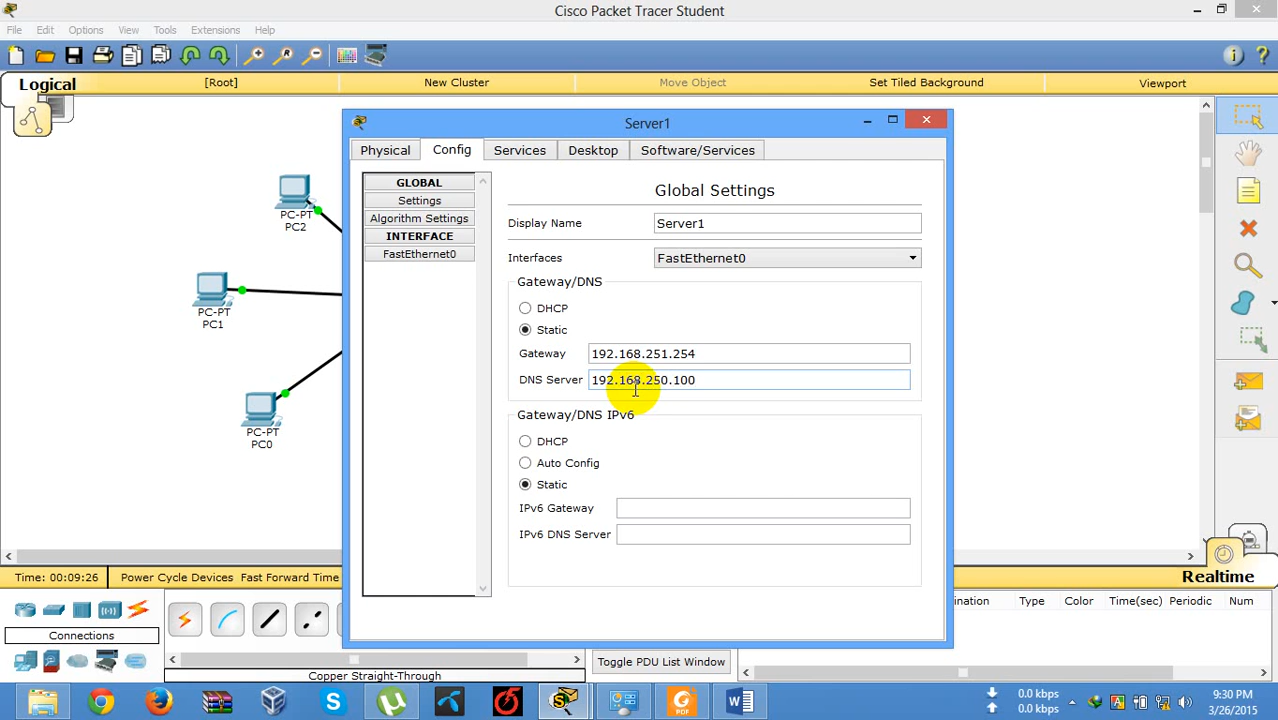 Cisco Packet Tracer Student
File Edit Options View Tools Extensions Help
Logical [Root] New Cluster Move Object Set Tiled Background Viewport
Server1
Physical Config Services Desktop Software/Services
GLOBAL
Settings
Algorithm Settings
INTERFACE
FastEthernet0
Global Settings
Display Name Server1
Interfaces FastEthernet0
Gateway/DNS
DHCP
Static
Gateway 192.168.251.254
DNS Server 192.168.250.100
Gateway/DNS IPv6
DHCP
Auto Config
Static
IPv6 Gateway
IPv6 DNS Server
PC-PT
PC2
PC-PT
PC1
PC-PT
PC0
Time: 00:09:26 Power Cycle Devices Fast Forward Time
Realtime
Connections
Copper Straight-Through
Toggle PDU List Window
ination Type Color Time(sec) Periodic Num
PDF
0.0 kbps
0.0 kbps
9:30 PM
3/26/2015